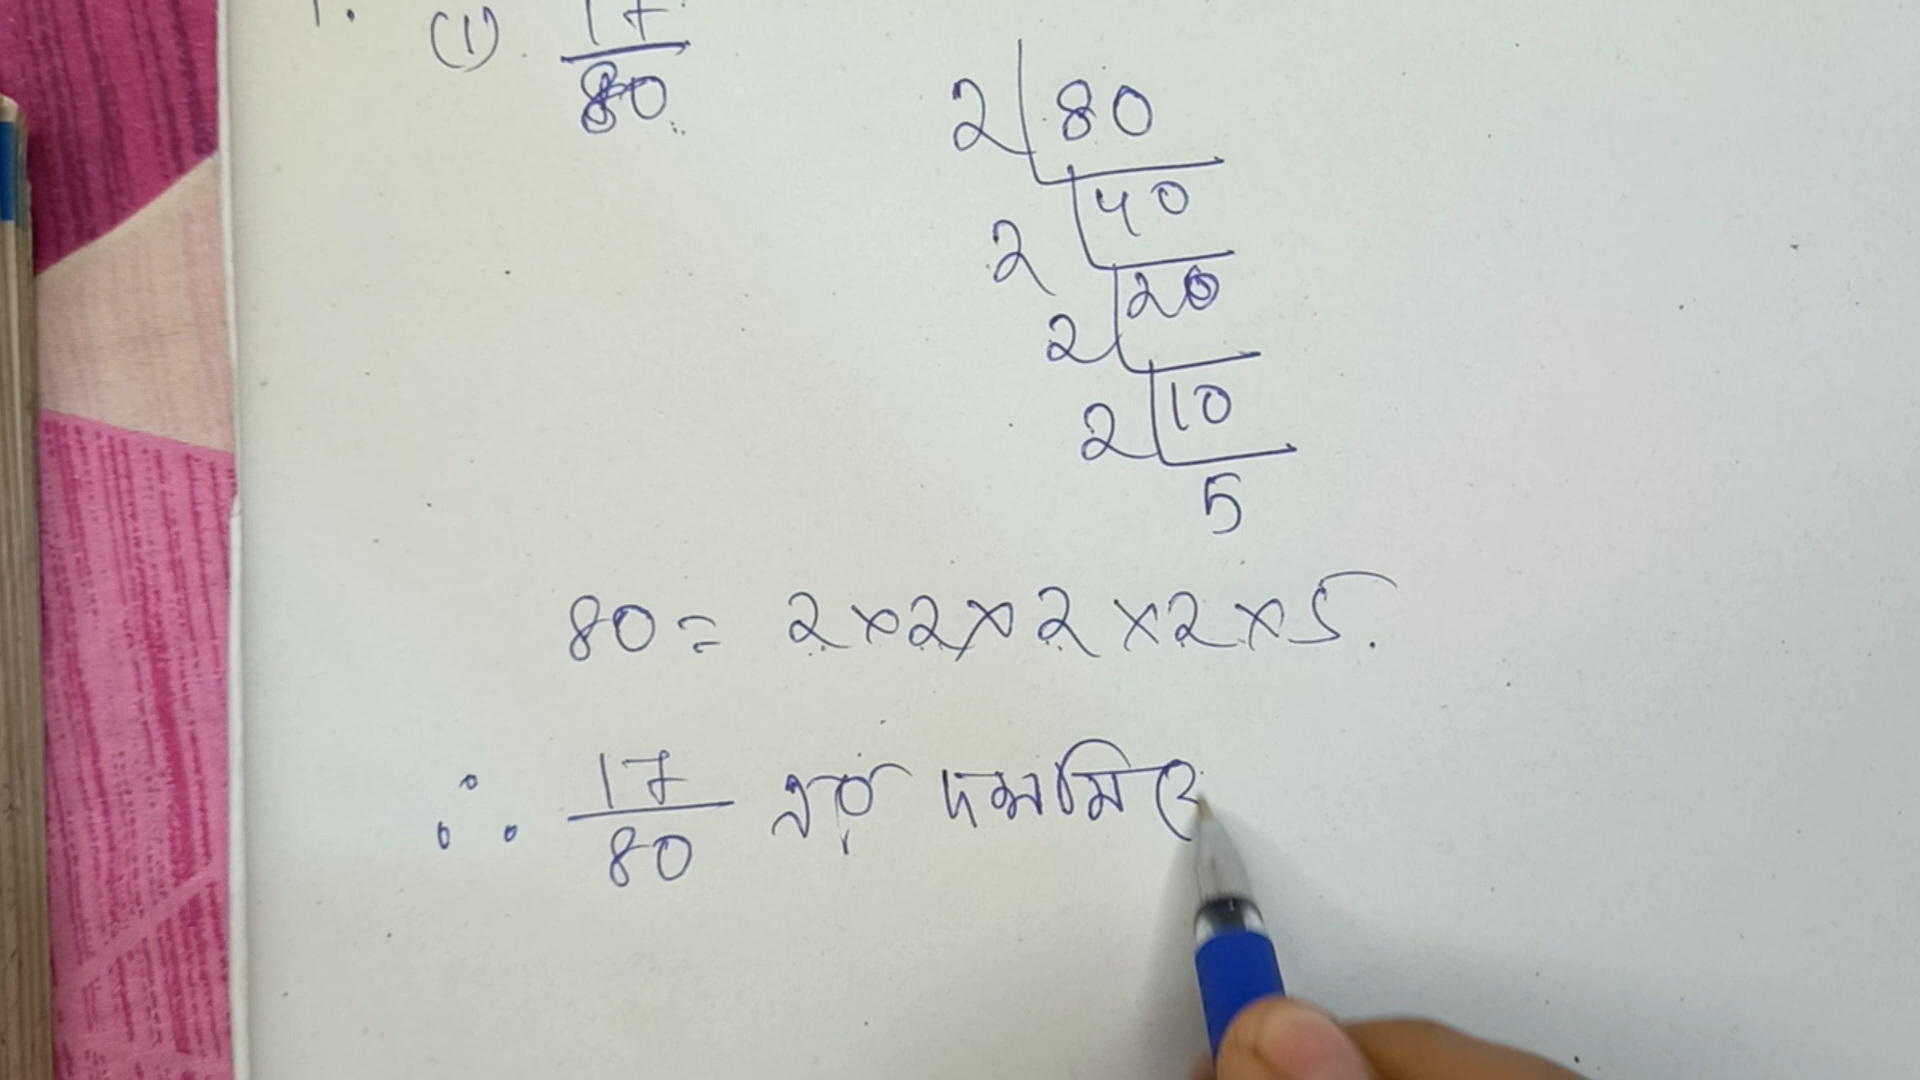 1. (i) 17/80
2 | 80
2 | 40
2 | 20
2 | 10
5
80 = 2 × 2 × 2 × 2 × 5.
∴ 17/80 এর দশমিকে